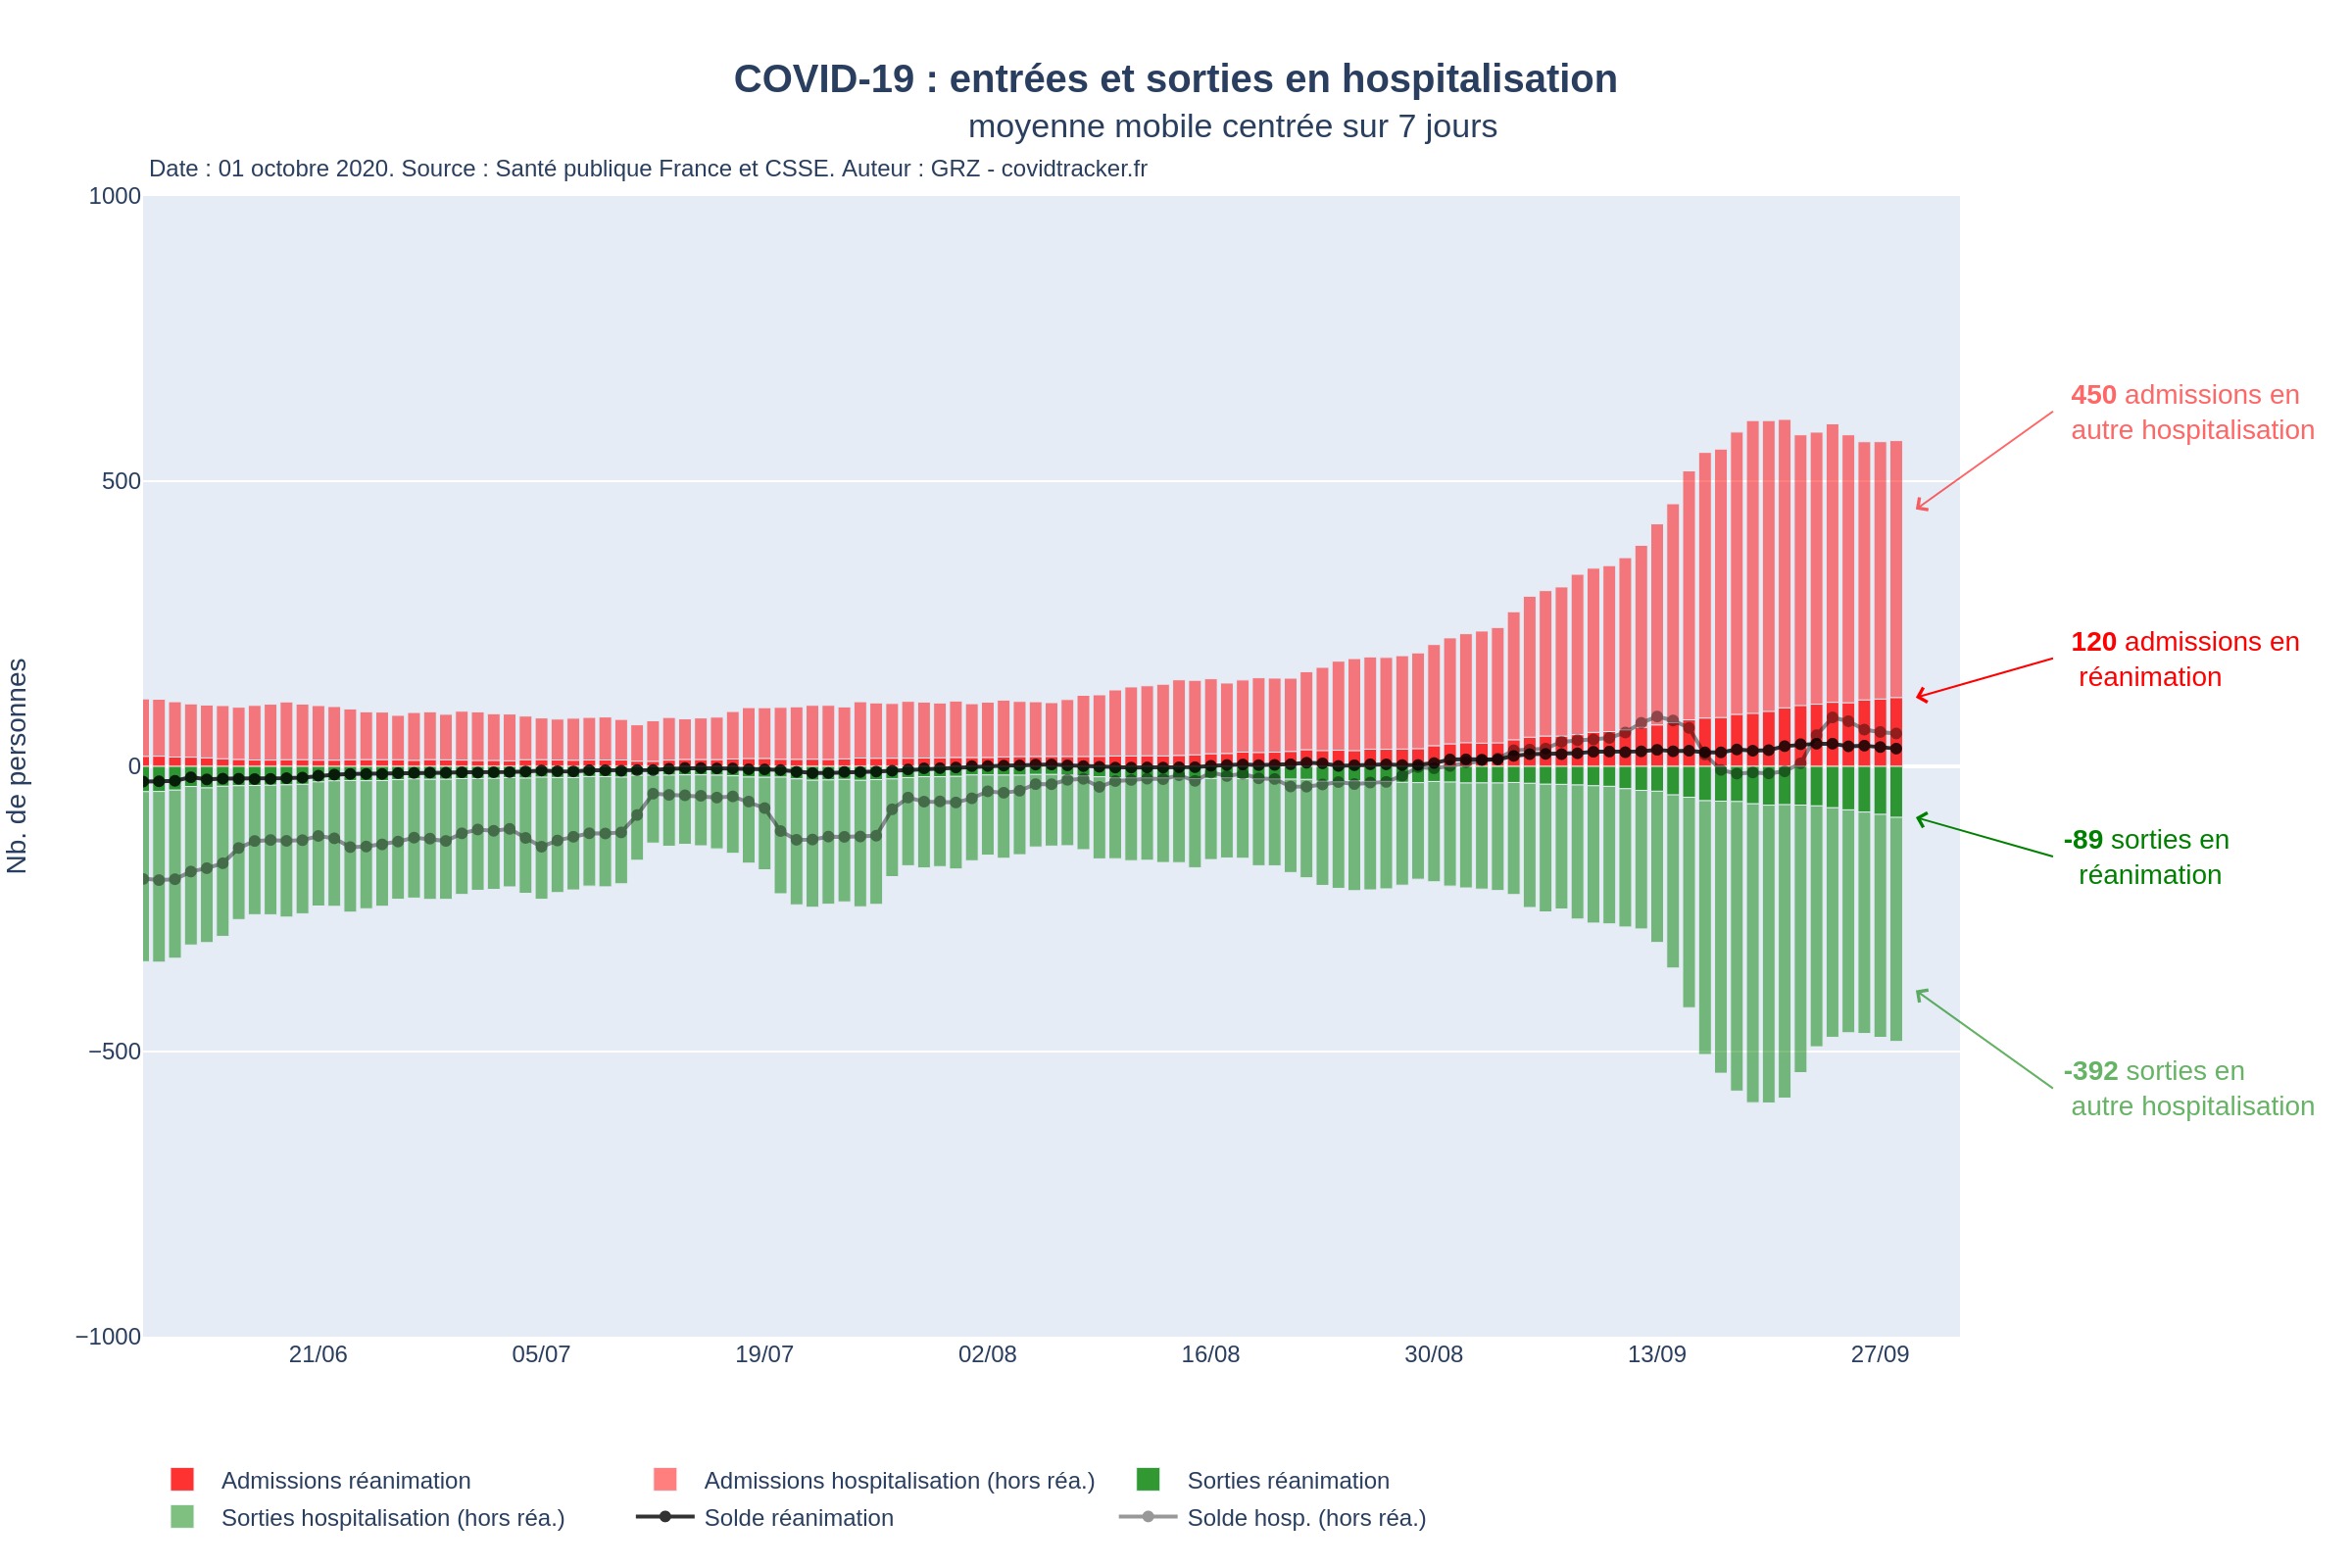 COVID-19 : entrées et sorties en hospitalisation
moyenne mobile centrée sur 7 jours
Date : 01 octobre 2020. Source : Santé publique France et CSSE. Auteur : GRZ - covidtracker.fr
Nb. de personnes
1000
500
0
−500
−1000
21/06
05/07
19/07
02/08
16/08
30/08
13/09
27/09
450 admissions en
autre hospitalisation
120 admissions en
réanimation
-89 sorties en
réanimation
-392 sorties en
autre hospitalisation
Admissions réanimation
Admissions hospitalisation (hors réa.)
Sorties réanimation
Sorties hospitalisation (hors réa.)
Solde réanimation
Solde hosp. (hors réa.)